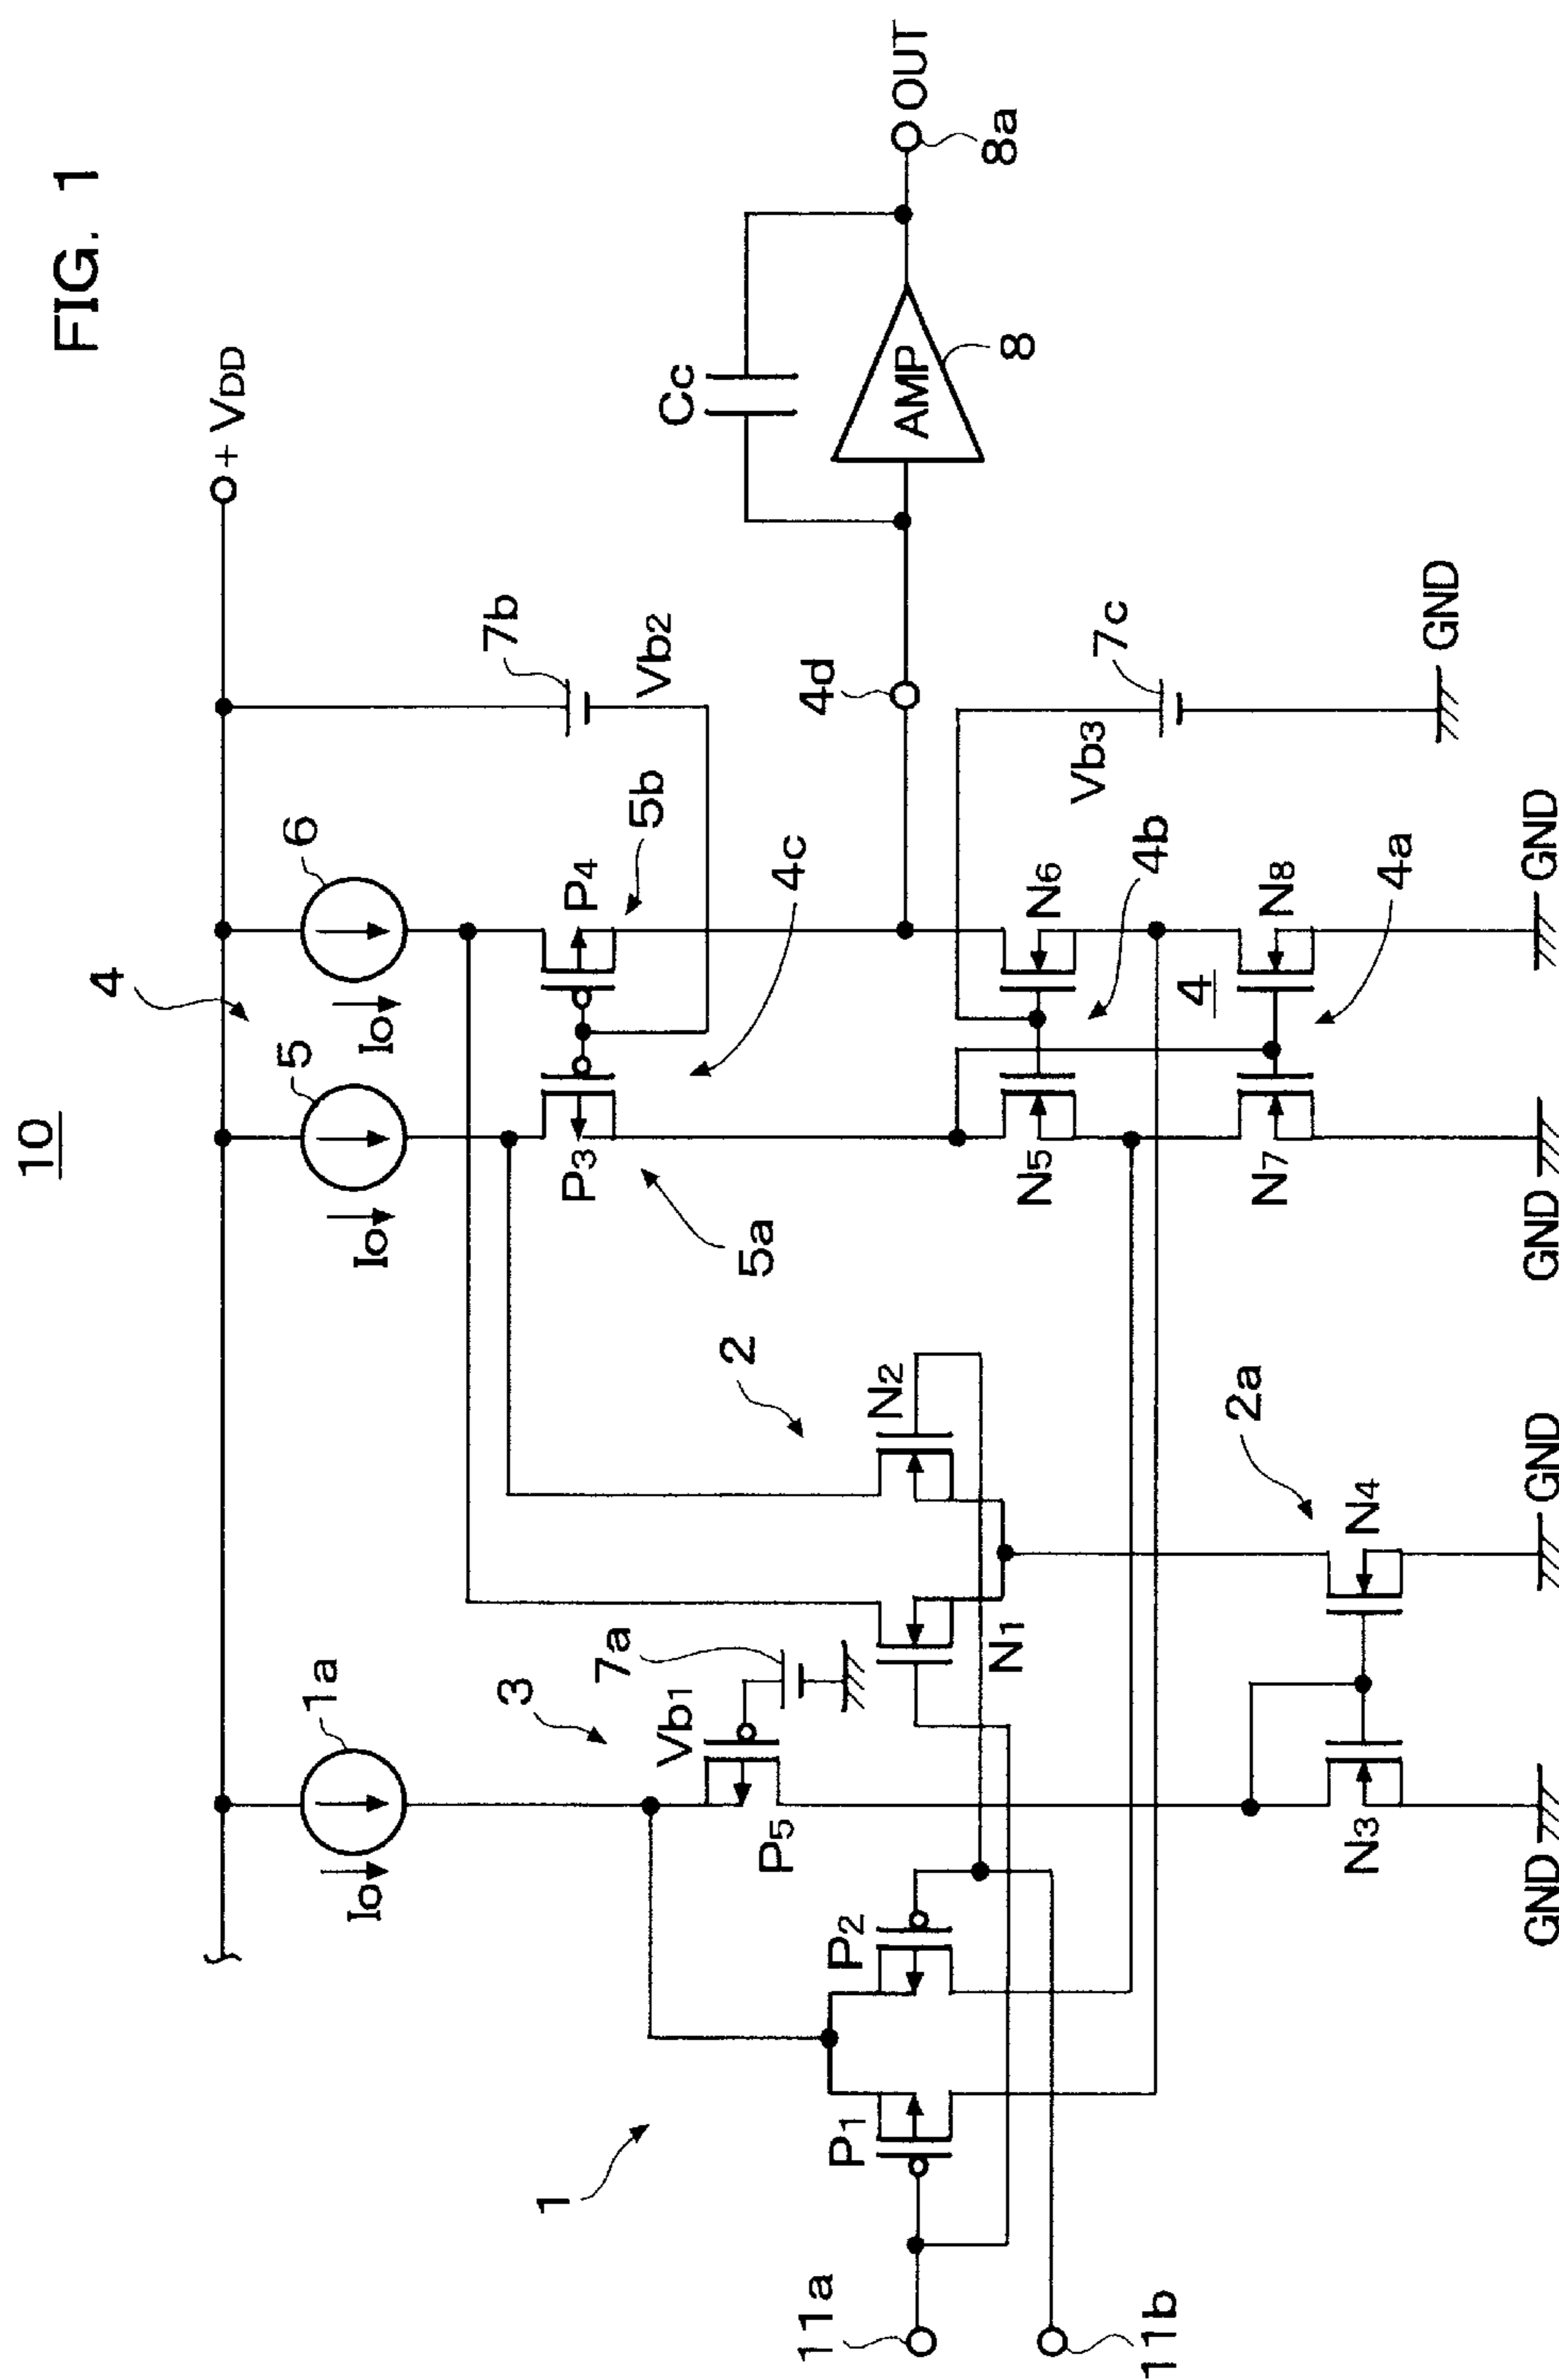 FIG. 1
10
+VDD
4
5
6
Io
Io
Io
1a
3
Vb1
7a
P5
P3
P4
5a
5b
4c
7b
Vb2
Cc
AMP
8
OUT
8a
4d
1
P1
P2
2
N1
N2
N5
N6
4b
Vb3
7c
4
N7
N8
4a
2a
N3
N4
11a
11b
GND
GND
GND
GND
GND